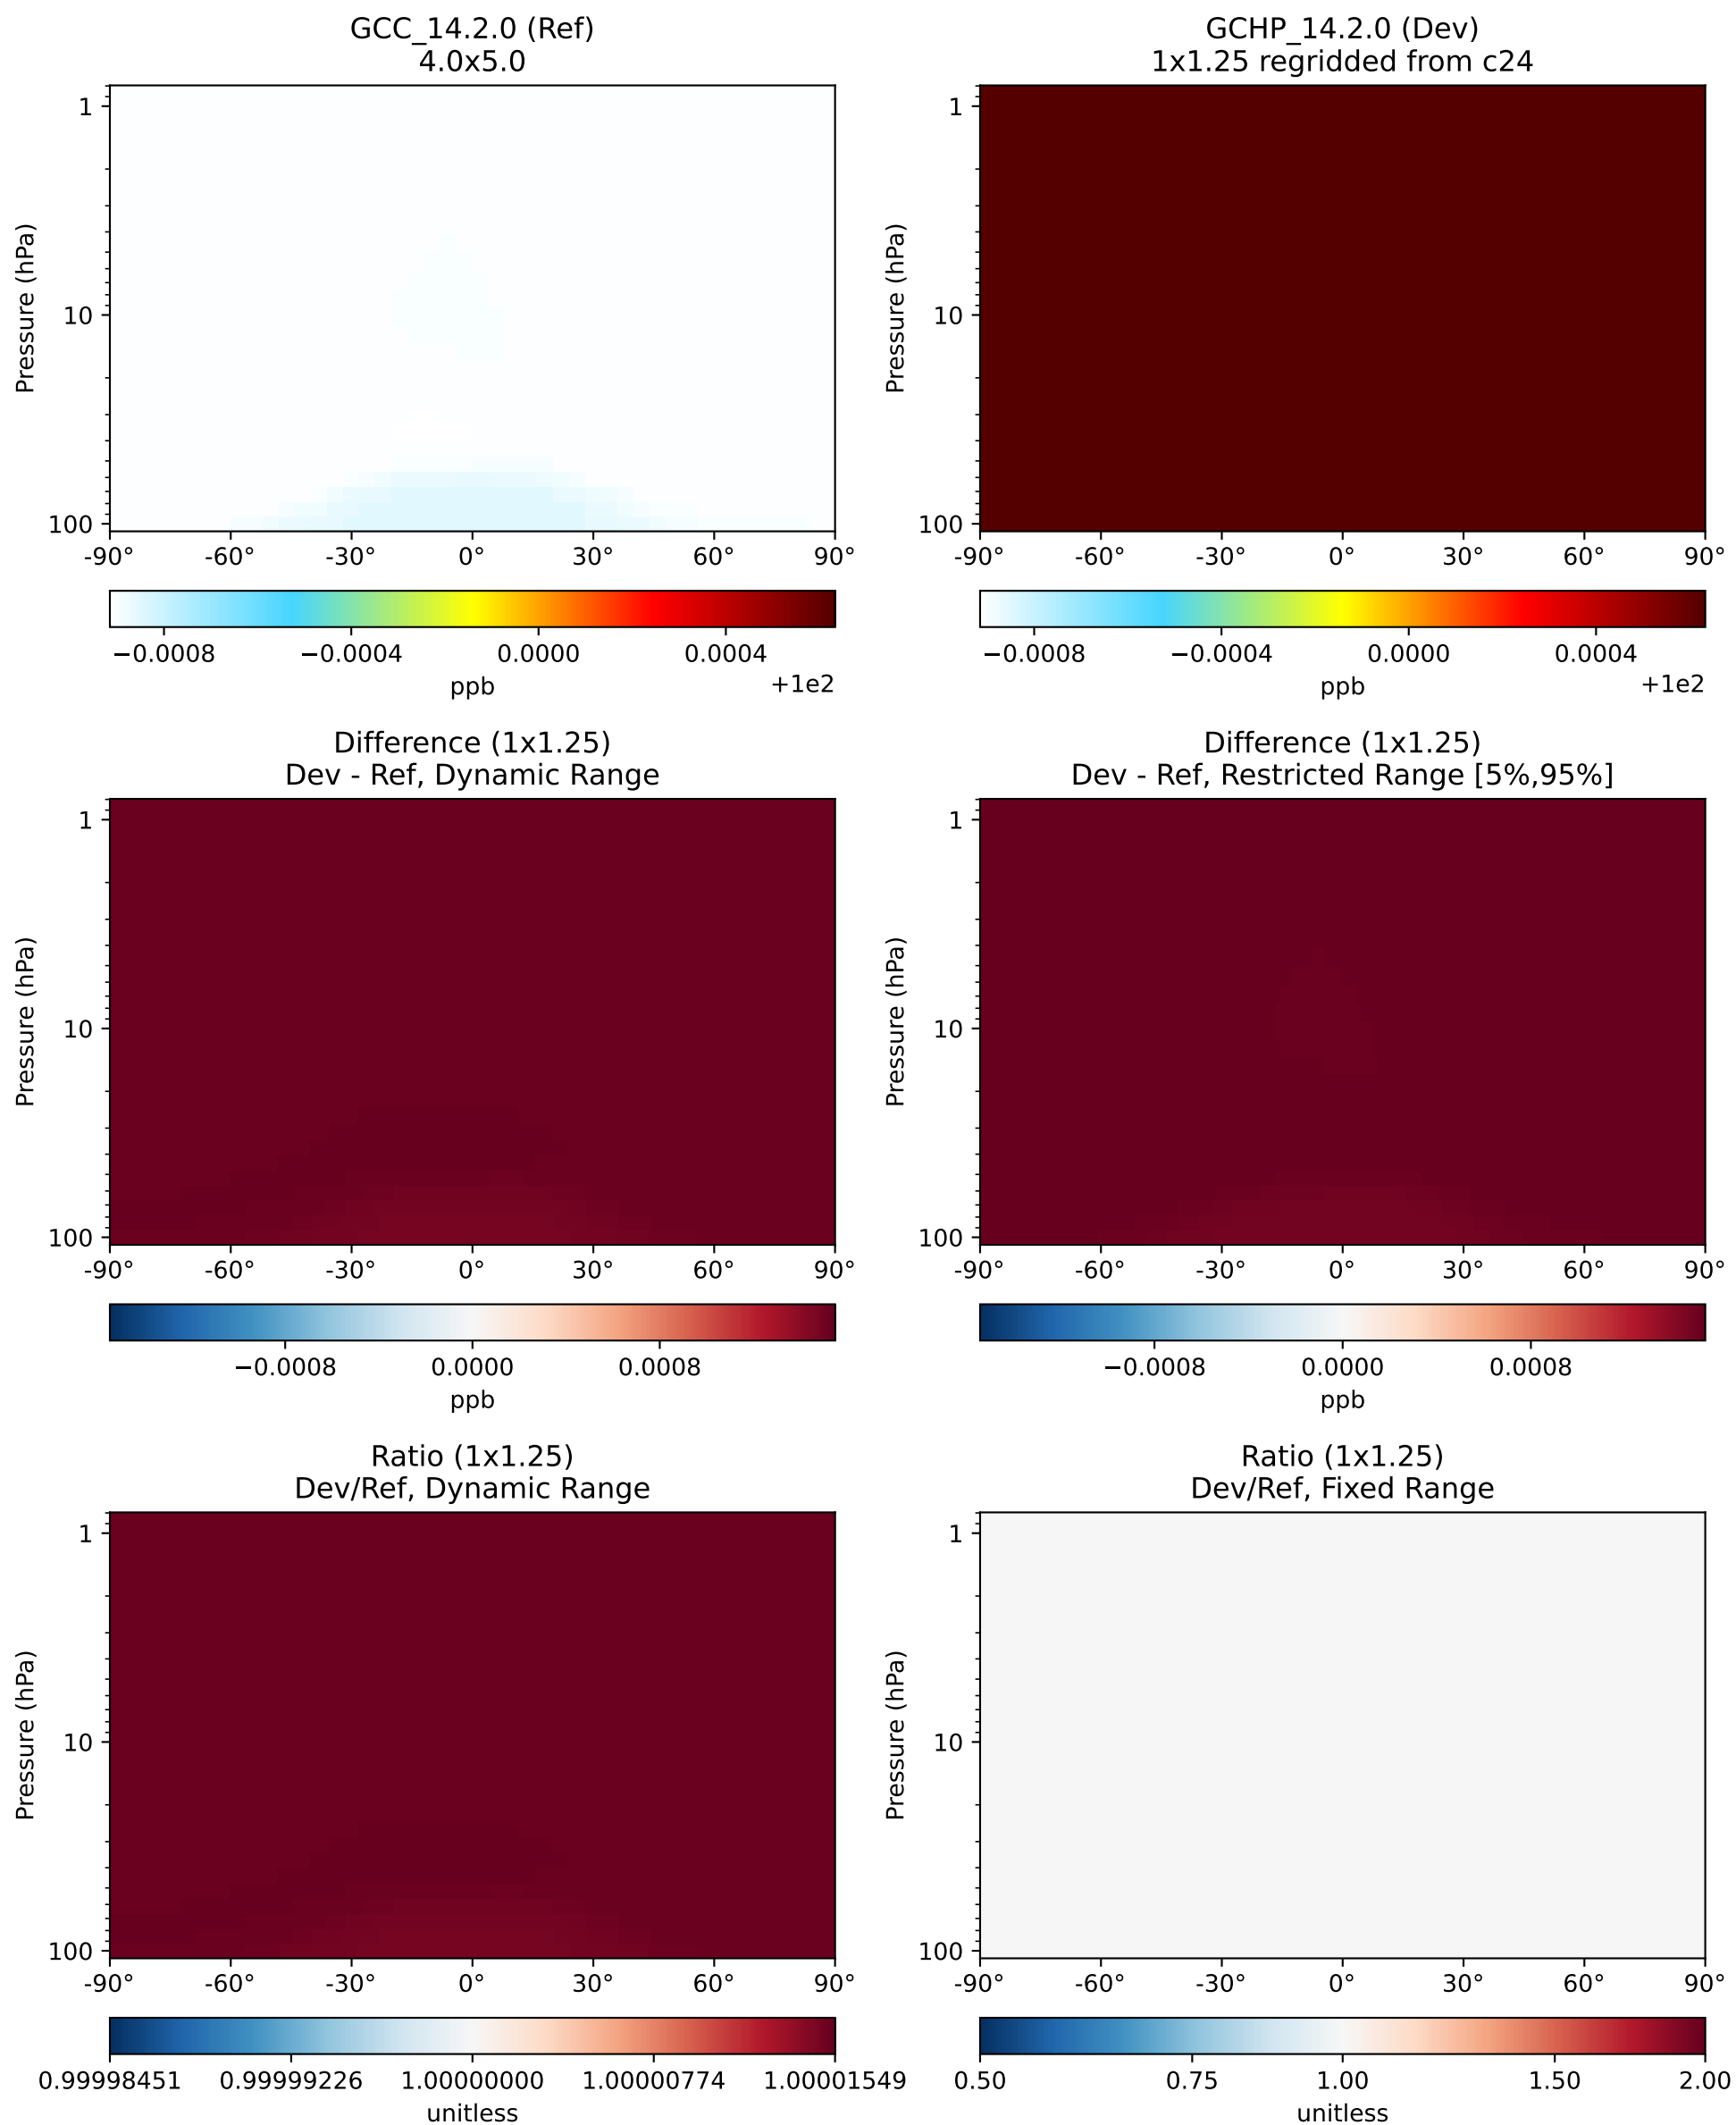 GCC_14.2.0 (Ref)
4.0x5.0
Pressure (hPa)
1
10
100
-90° -60° -30° 0° 30° 60° 90°
−0.0008 −0.0004 0.0000 0.0004
+1e2
ppb
GCHP_14.2.0 (Dev)
1x1.25 regridded from c24
Pressure (hPa)
1
10
100
-90° -60° -30° 0° 30° 60° 90°
−0.0008 −0.0004 0.0000 0.0004
+1e2
ppb
Difference (1x1.25)
Dev - Ref, Dynamic Range
Pressure (hPa)
1
10
100
-90° -60° -30° 0° 30° 60° 90°
−0.0008 0.0000 0.0008
ppb
Difference (1x1.25)
Dev - Ref, Restricted Range [5%,95%]
Pressure (hPa)
1
10
100
-90° -60° -30° 0° 30° 60° 90°
−0.0008 0.0000 0.0008
ppb
Ratio (1x1.25)
Dev/Ref, Dynamic Range
Pressure (hPa)
1
10
100
-90° -60° -30° 0° 30° 60° 90°
0.99998451 0.99999226 1.00000000 1.00000774 1.00001549
unitless
Ratio (1x1.25)
Dev/Ref, Fixed Range
Pressure (hPa)
1
10
100
-90° -60° -30° 0° 30° 60° 90°
0.50 0.75 1.00 1.50 2.00
unitless